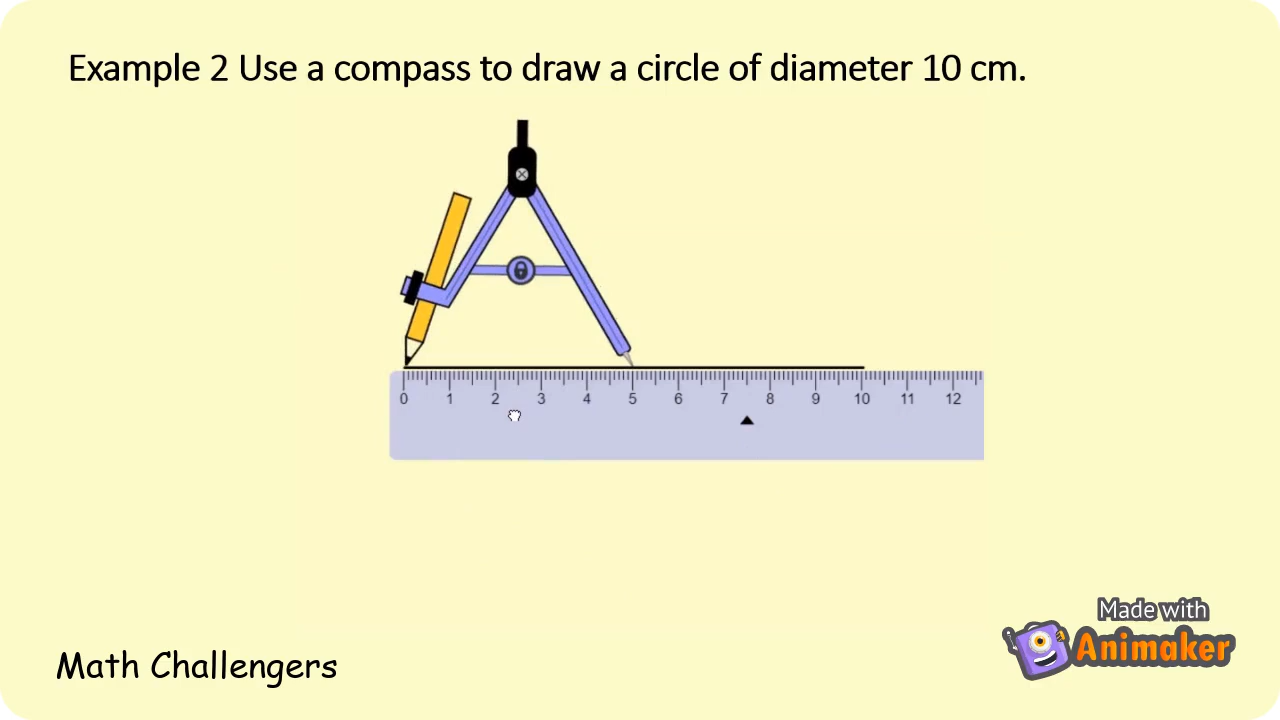 Example 2 Use a compass to draw a circle of diameter 10 cm.
0 1 2 3 4 5 6 7 8 9 10 11 12
Made with
Animaker
Math Challengers